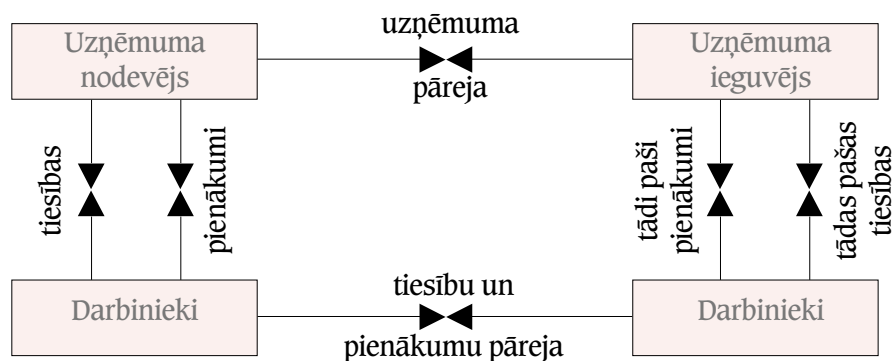 Uzņēmuma
nodevējs
uzņēmuma
pāreja
Uzņēmuma
ieguvējs
tiesības
pienākumi
tādi paši
pienākumi
tādas pašas
tiesības
Darbinieki
tiesību un
pienākumu pāreja
Darbinieki